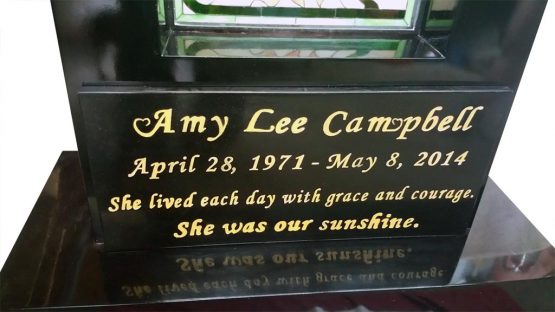 Amy Lee Campbell
April 28, 1971 - May 8, 2014
She lived each day with grace and courage.
She was our sunshine.